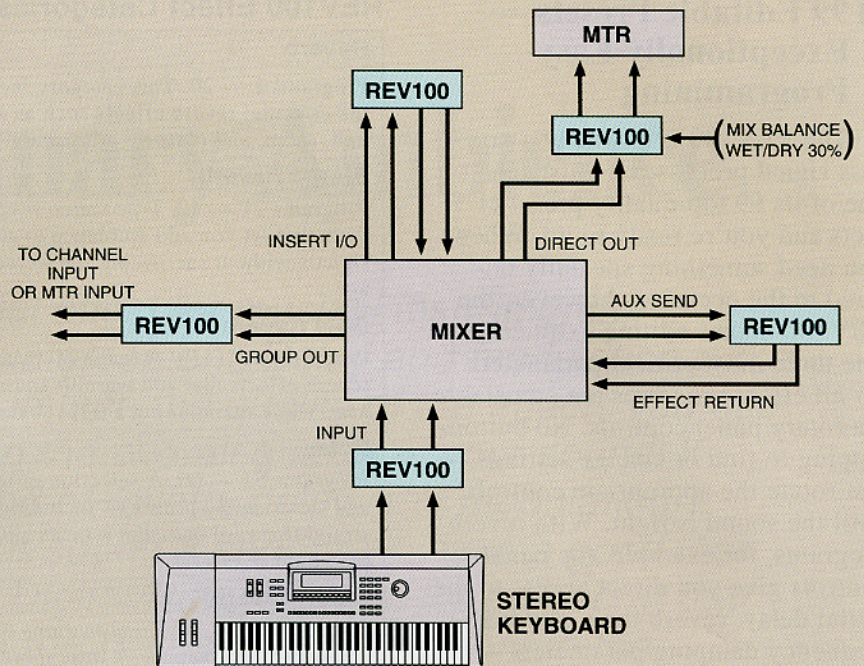 MTR
REV100
REV100
(MIX BALANCE
WET/DRY 30%)
INSERT I/O
DIRECT OUT
TO CHANNEL
INPUT
OR MTR INPUT
REV100
GROUP OUT
MIXER
AUX SEND
REV100
EFFECT RETURN
INPUT
REV100
STEREO
KEYBOARD